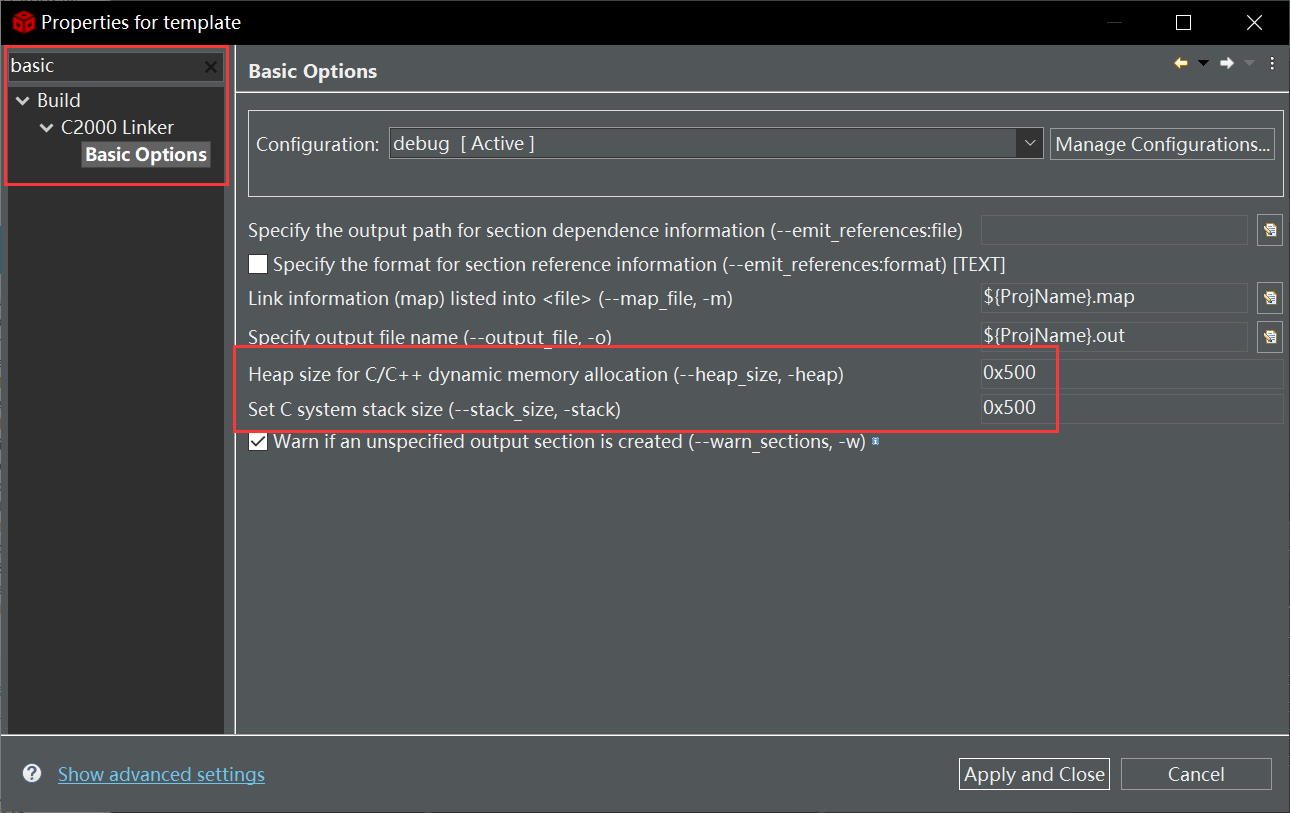 Properties for template
basic
Build
C2000 Linker
Basic Options
Basic Options
Configuration: debug [ Active ] Manage Configurations...
Specify the output path for section dependence information (--emit_references:file)
Specify the format for section reference information (--emit_references:format) [TEXT]
Link information (map) listed into <file> (--map_file, -m) ${ProjName}.map
Specify output file name (--output_file, -o) ${ProjName}.out
Heap size for C/C++ dynamic memory allocation (--heap_size, -heap) 0x500
Set C system stack size (--stack_size, -stack) 0x500
Warn if an unspecified output section is created (--warn_sections, -w)
Show advanced settings
Apply and Close Cancel